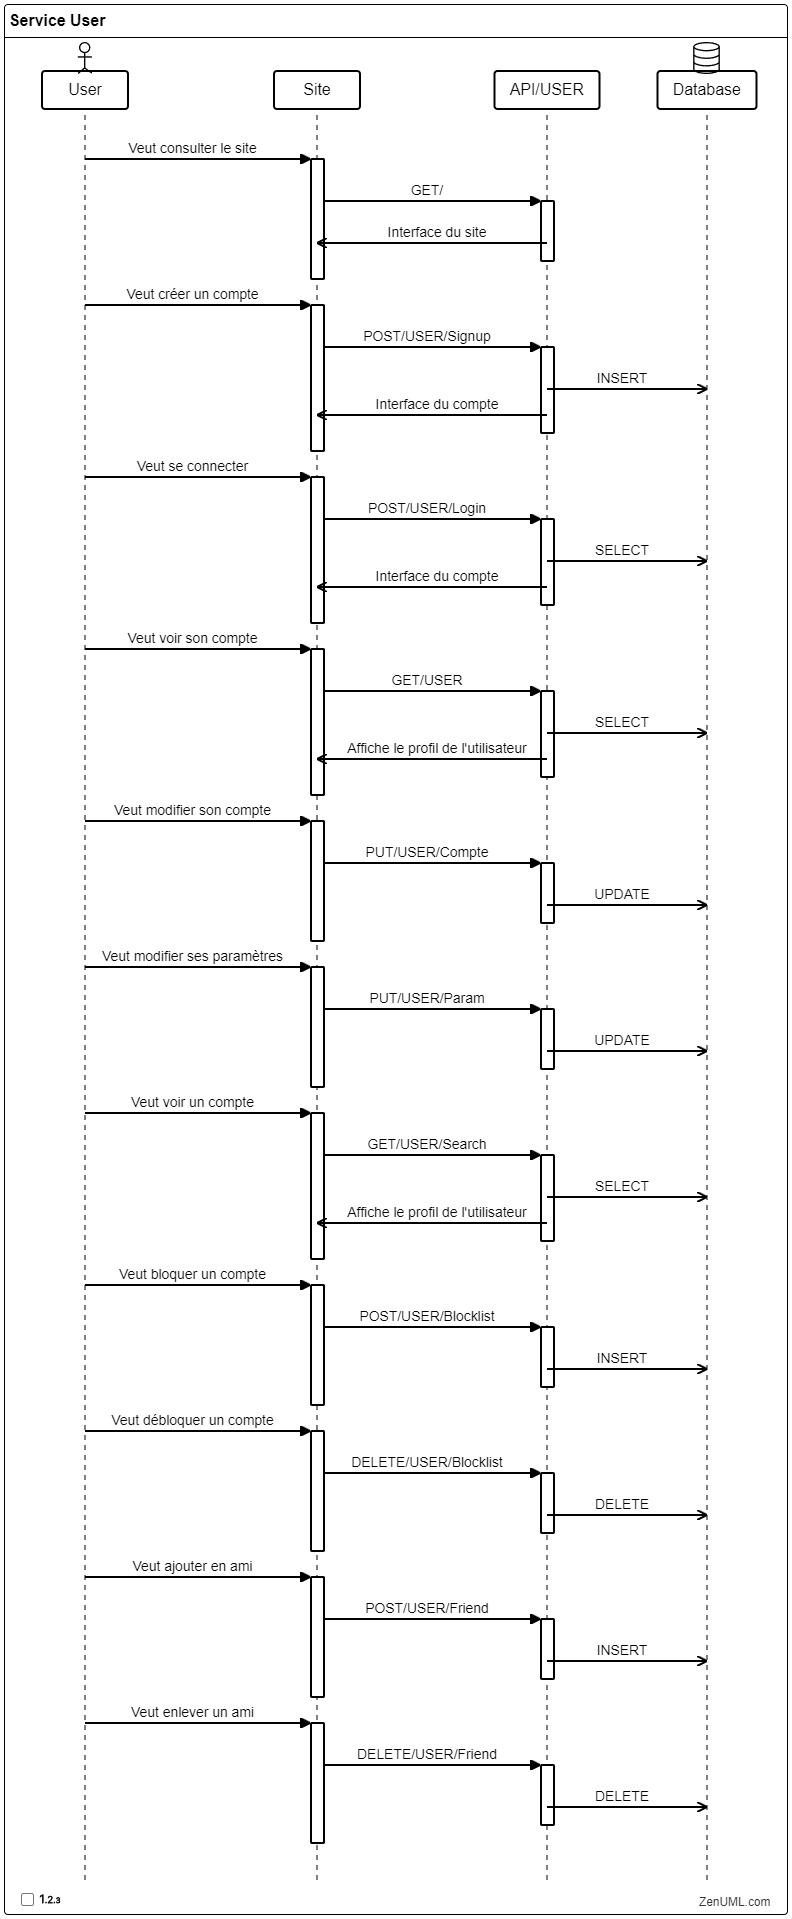 Service User
User
Site
API/USER
Database
Veut consulter le site
GET/
Interface du site
Veut créer un compte
POST/USER/Signup
INSERT
Interface du compte
Veut se connecter
POST/USER/Login
SELECT
Interface du compte
Veut voir son compte
GET/USER
SELECT
Affiche le profil de l'utilisateur
Veut modifier son compte
PUT/USER/Compte
UPDATE
Veut modifier ses paramètres
PUT/USER/Param
UPDATE
Veut voir un compte
GET/USER/Search
SELECT
Affiche le profil de l'utilisateur
Veut bloquer un compte
POST/USER/Blocklist
INSERT
Veut débloquer un compte
DELETE/USER/Blocklist
DELETE
Veut ajouter en ami
POST/USER/Friend
INSERT
Veut enlever un ami
DELETE/USER/Friend
DELETE
1.2.3
ZenUML.com